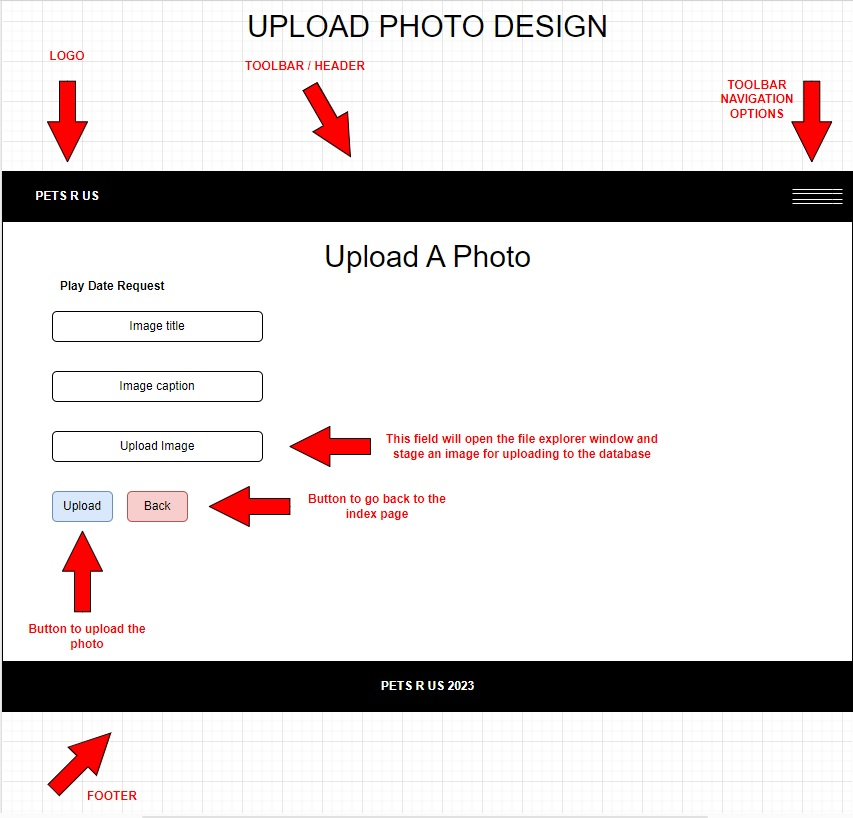 UPLOAD PHOTO DESIGN
LOGO
TOOLBAR / HEADER
TOOLBAR
NAVIGATION
OPTIONS
PETS R US
Upload A Photo
Play Date Request
Image title
Image caption
Upload Image
This field will open the file explorer window and
stage an image for uploading to the database
Upload
Back
Button to go back to the
index page
Button to upload the
photo
PETS R US 2023
FOOTER